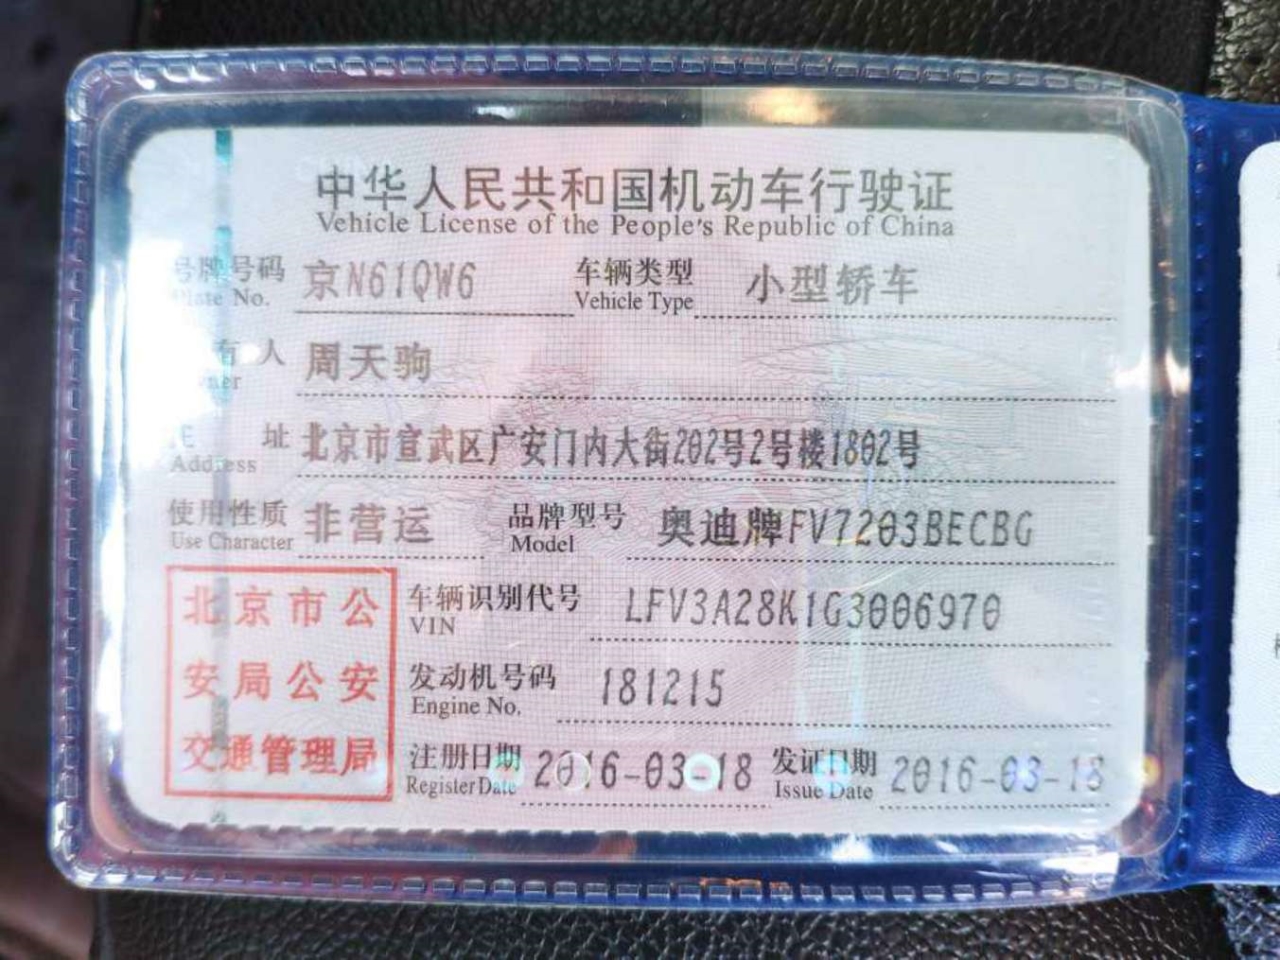 中华人民共和国机动车行驶证
Vehicle License of the People's Republic of China
号牌号码 京N61QW6 车辆类型 小型轿车
Plate No. Vehicle Type
有人 周天驹
住址 北京市宣武区广安门内大街202号2号楼1802号
Address
使用性质 非营运 品牌型号 奥迪牌FV7203BECBG
Use Character Model
北京市公
安局公安
交通管理局
车辆识别代号 LFV3A28K1G3006970
VIN
发动机号码 181215
Engine No.
注册日期 2016-03-18 发证日期 2016-03-18
Register Date Issue Date